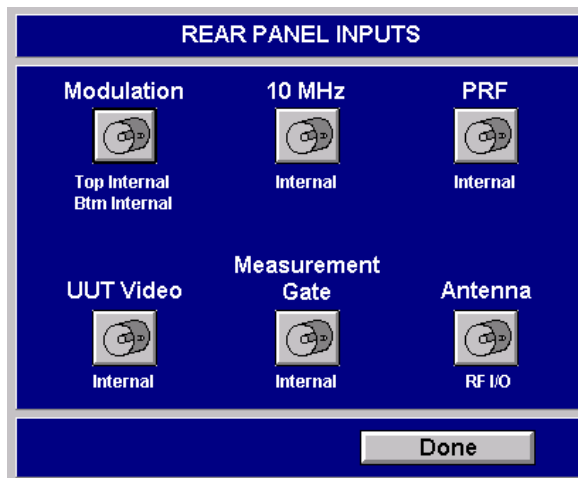 REAR PANEL INPUTS
Modulation
10 MHz
PRF
Top Internal
Btm Internal
Internal
Internal
UUT Video
Measurement
Gate
Antenna
Internal
Internal
RF I/O
Done